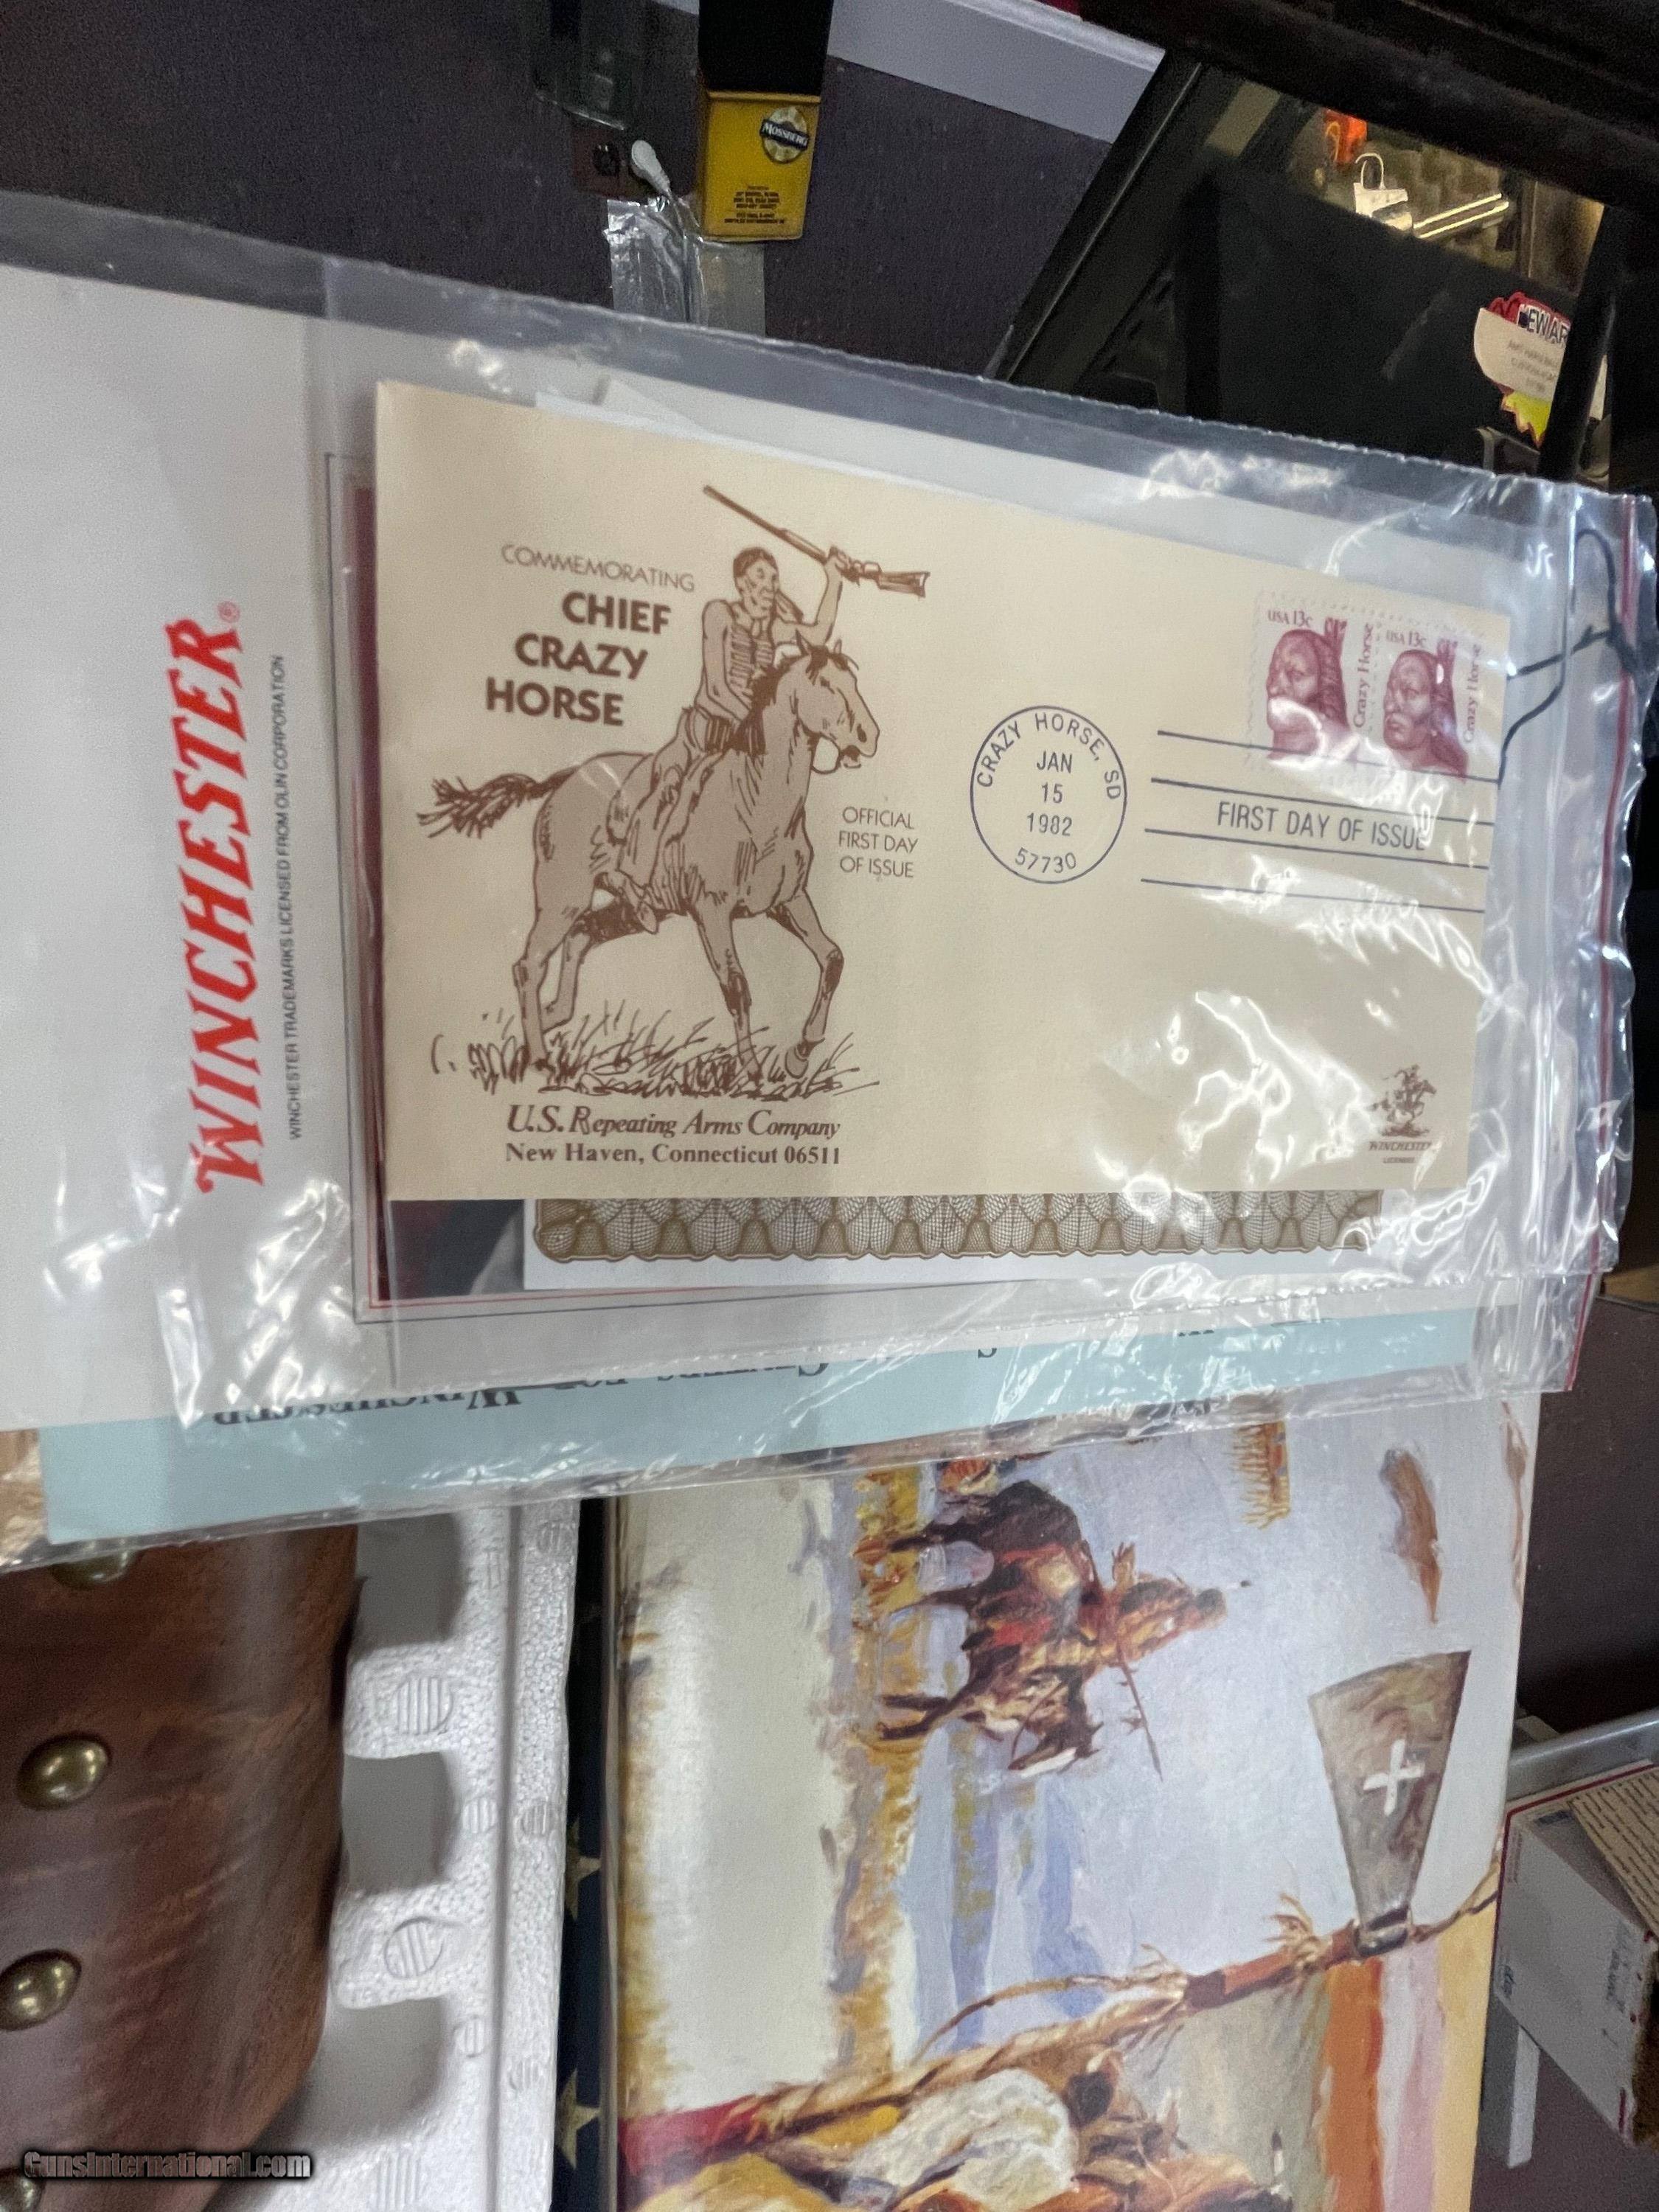 MOSSBERG
COMMEMORATING
CHIEF
CRAZY
HORSE
OFFICIAL
FIRST DAY
OF ISSUE
U.S. Repeating Arms Company
New Haven, Connecticut 06511
CRAZY HORSE, SD
JAN
15
1982
57730
USA 13c
Crazy Horse
USA 13c
Crazy Horse
FIRST DAY OF ISSUE
WINCHESTER
WINCHESTER®
WINCHESTER TRADEMARKS LICENSED FROM OLIN CORPORATION
WINCHESTER
GunsInternational.com